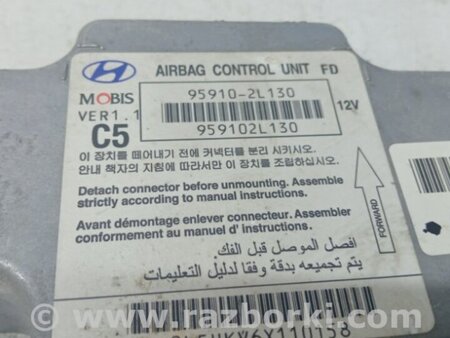 AIRBAG CONTROL UNIT FD
MOBIS
95910-2L130
12V
VER1.1
C5
959102L130
이 장치를 떼어내기 전에 커넥터를 분리 시키시오.
안내 책자의 지침에 따라서만 이 장치를 조립하십시오.
Detach connector before unmounting. Assemble
strictly according to manual instructions.
Avant démontage enlever connecteur. Assembler
conformement au manuel d' instructions.
افصل الموصل قبل الفك.
يتم تجميعه بدقة وفقا لدليل التعليمات
FORWARD
www.razborki.com